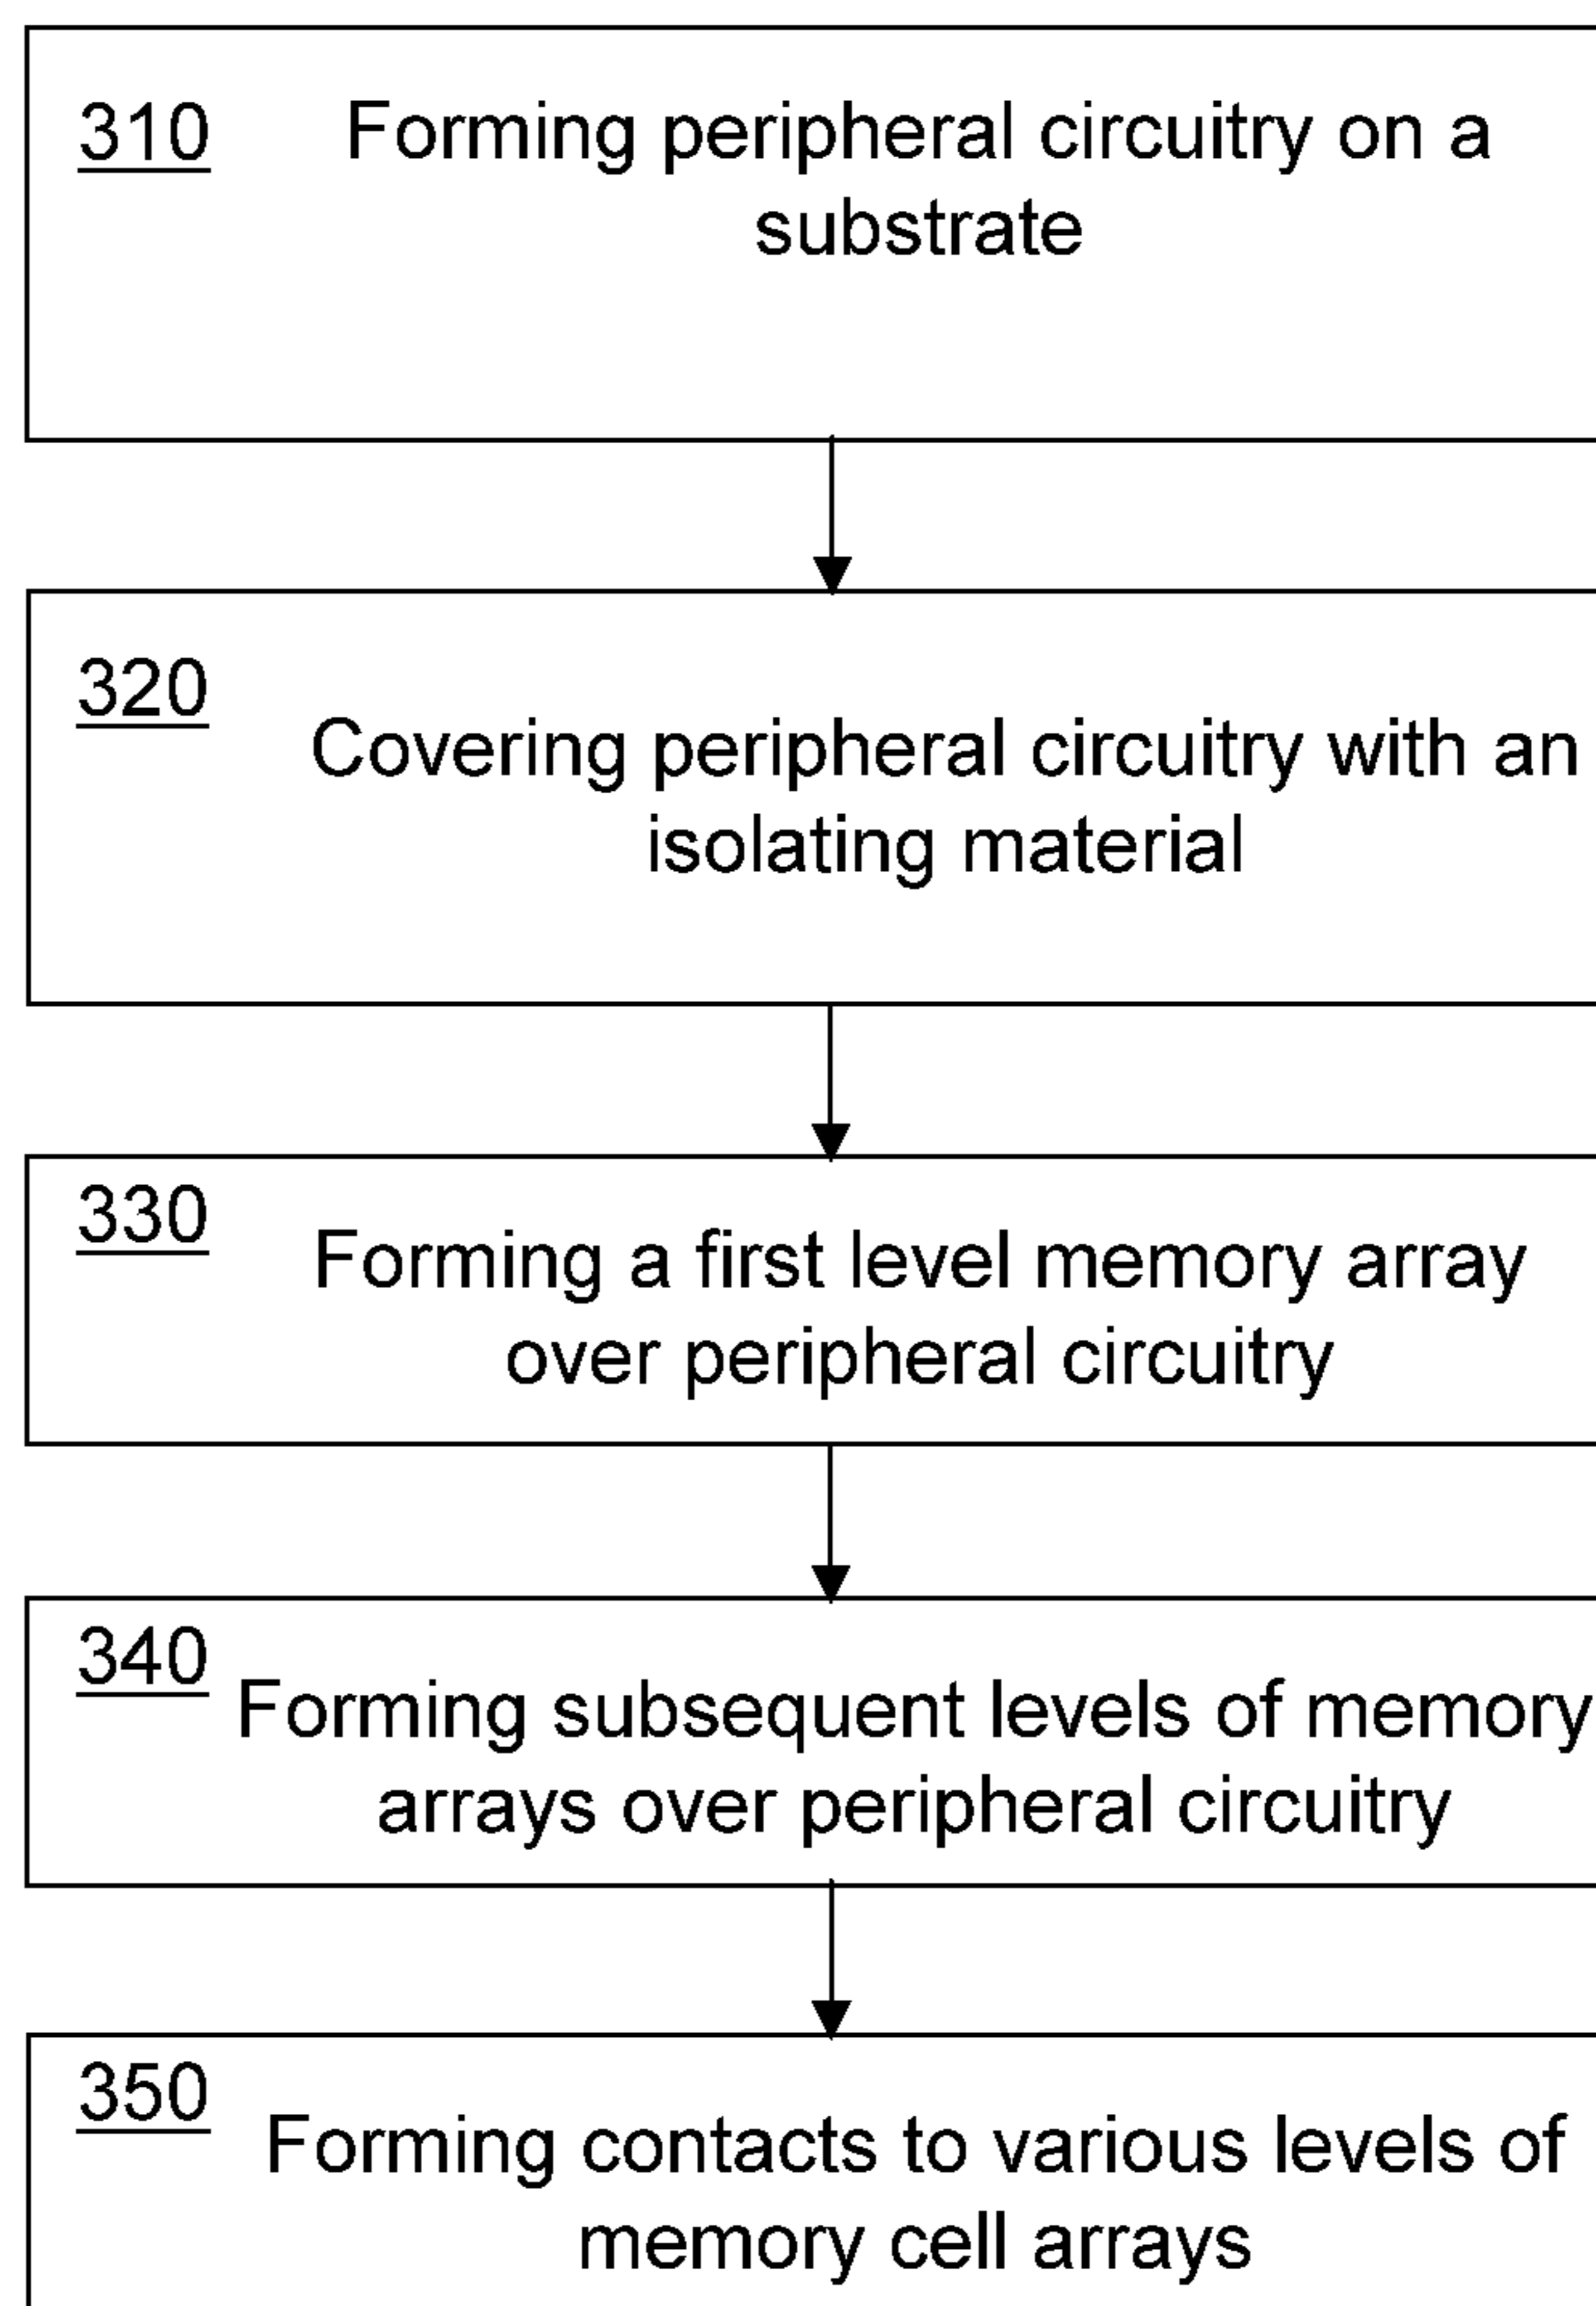 310 Forming peripheral circuitry on a
substrate
320
Covering peripheral circuitry with an
isolating material
330
Forming a first level memory array
over peripheral circuitry
340
Forming subsequent levels of memory
arrays over peripheral circuitry
350
Forming contacts to various levels of
memory cell arrays